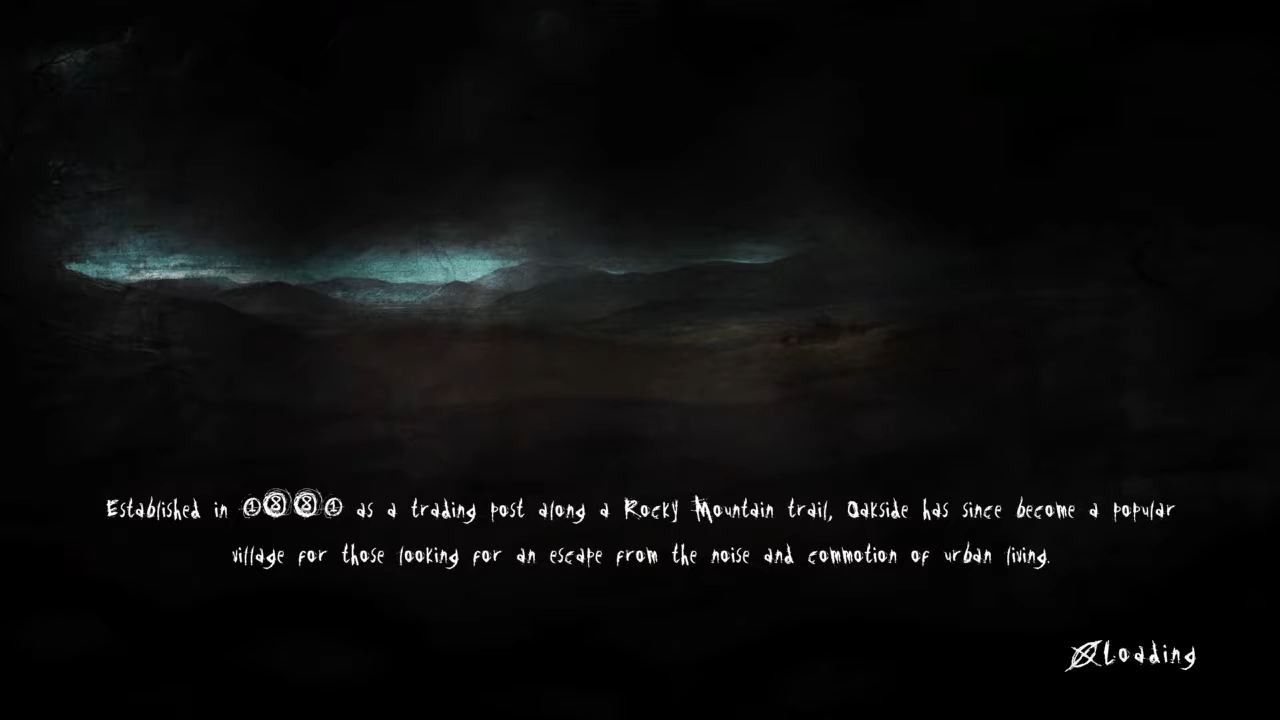 Established in 1881 as a trading post along a Rocky Mountain trail, Oakside has since become a popular
village for those looking for an escape from the noise and commotion of urban living.
Loading